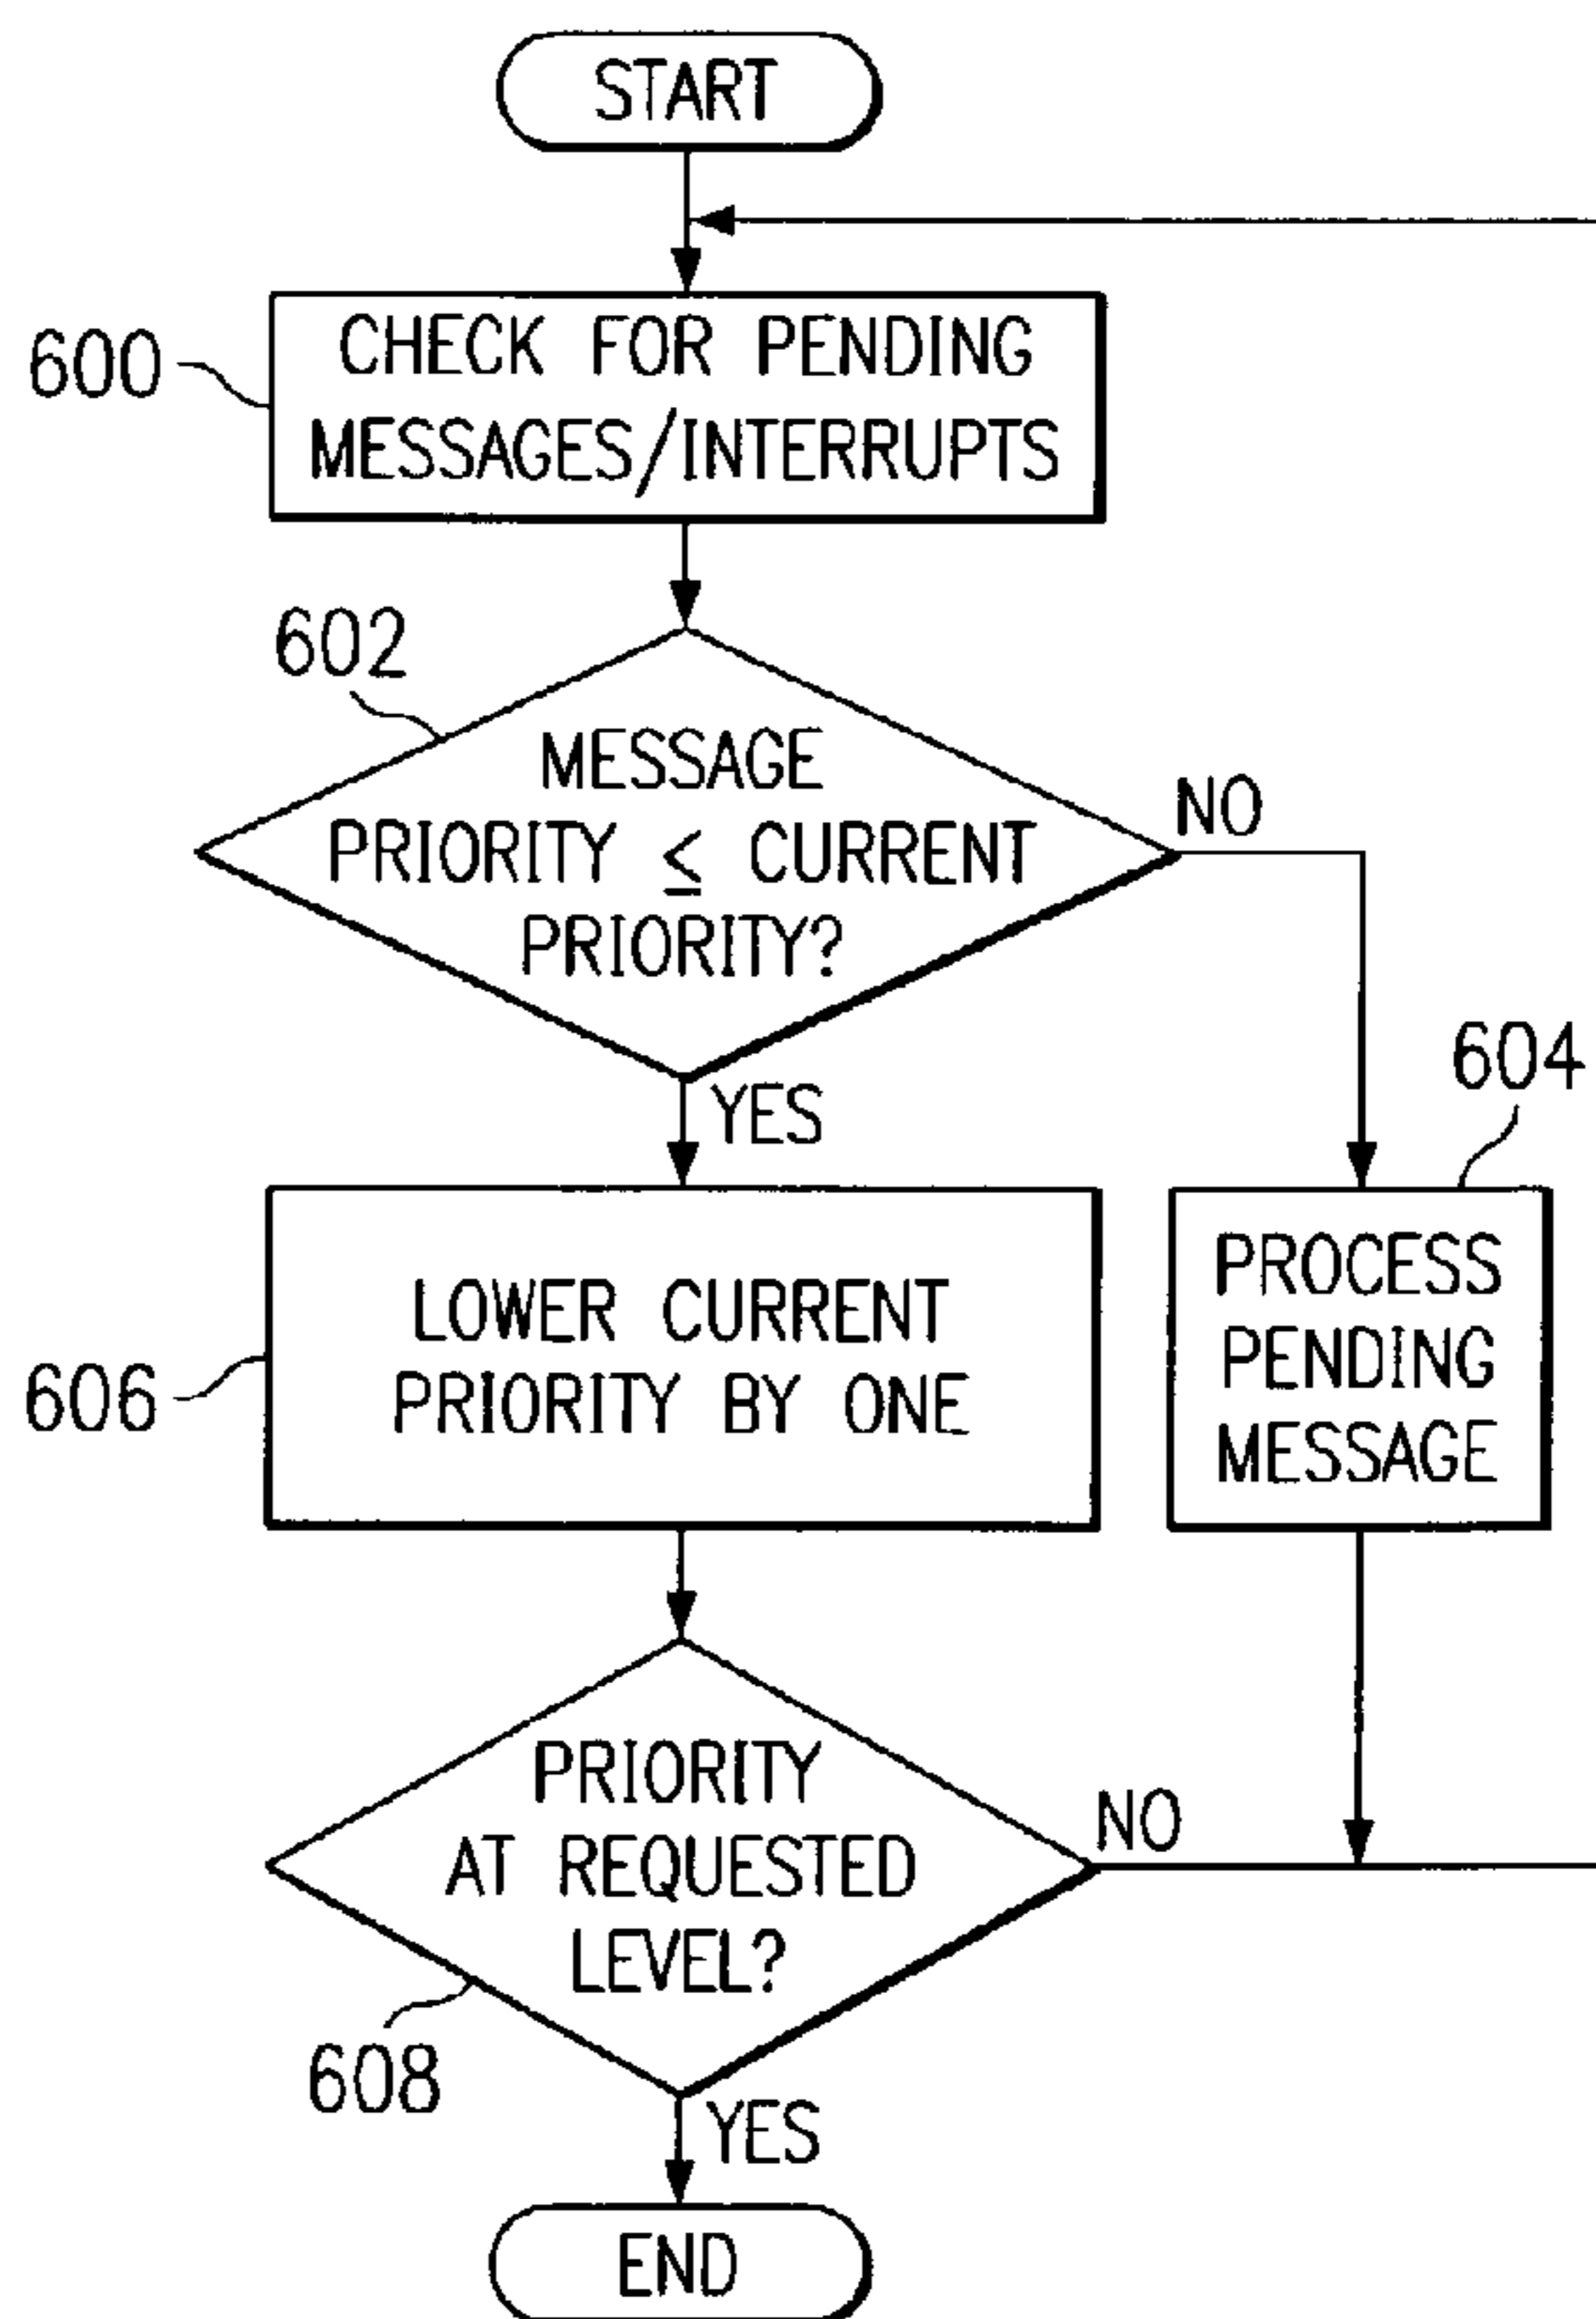 START
600
CHECK FOR PENDING
MESSAGES/INTERRUPTS
602
MESSAGE
PRIORITY ≤ CURRENT
PRIORITY?
NO
YES
604
606
LOWER CURRENT
PRIORITY BY ONE
PROCESS
PENDING
MESSAGE
PRIORITY
AT REQUESTED
LEVEL?
NO
608
YES
END